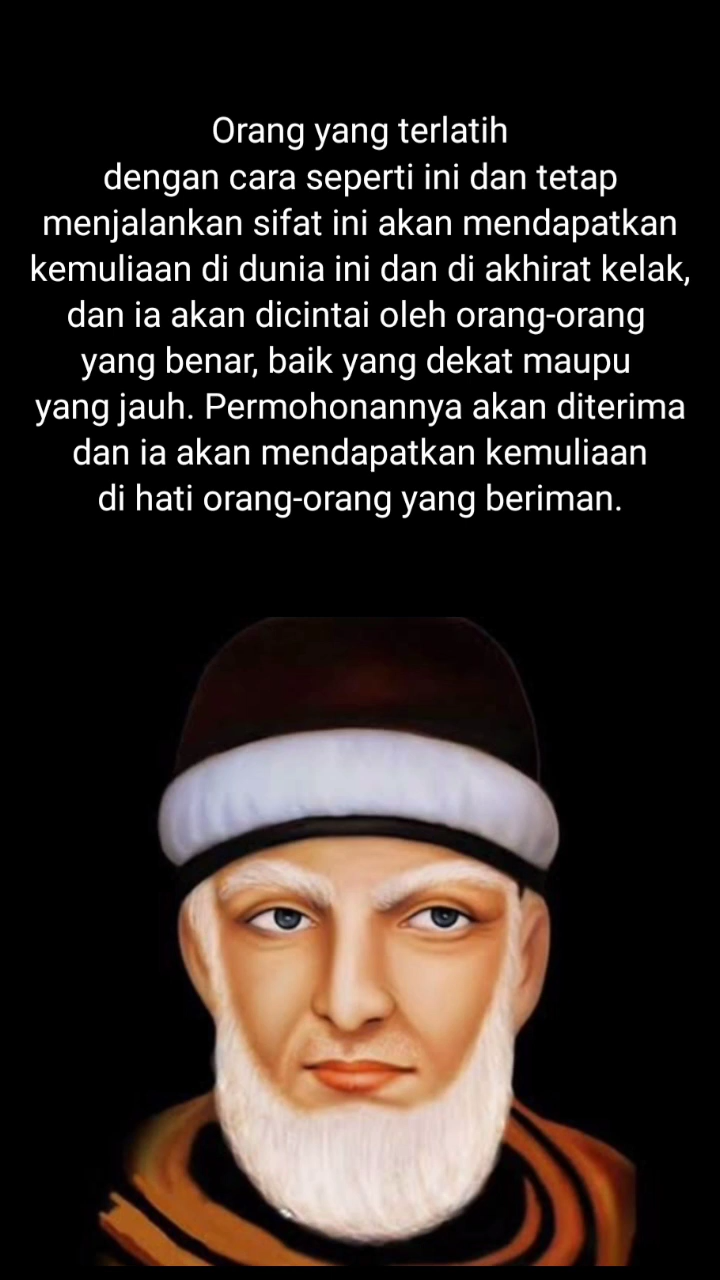 Orang yang terlatih
dengan cara seperti ini dan tetap
menjalankan sifat ini akan mendapatkan
kemuliaan di dunia ini dan di akhirat kelak,
dan ia akan dicintai oleh orang-orang
yang benar, baik yang dekat maupu
yang jauh. Permohonannya akan diterima
dan ia akan mendapatkan kemuliaan
di hati orang-orang yang beriman.